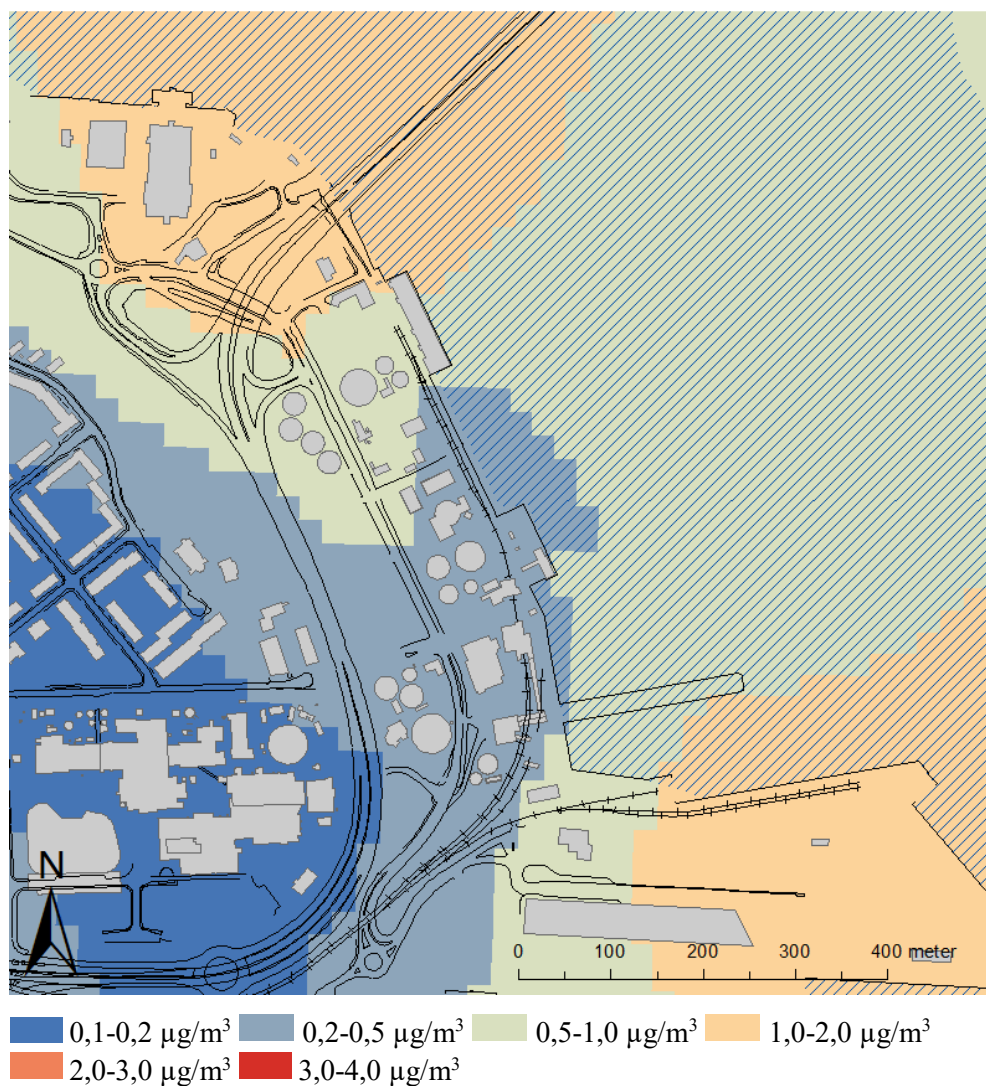 N
0 100 200 300 400 meter
0,1-0,2 µg/m³ 0,2-0,5 µg/m³ 0,5-1,0 µg/m³ 1,0-2,0 µg/m³
2,0-3,0 µg/m³ 3,0-4,0 µg/m³